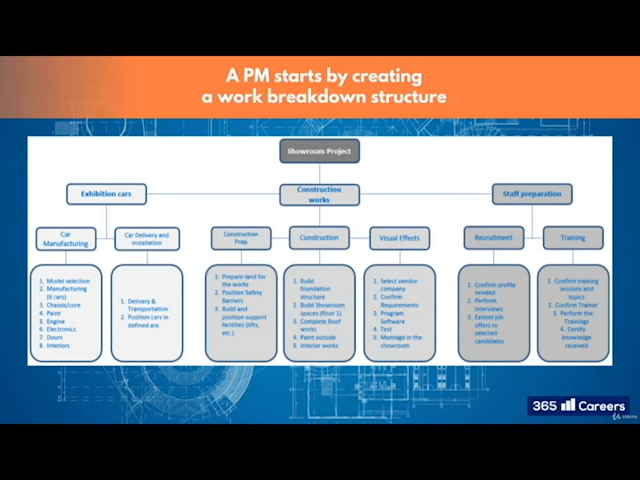 A PM starts by creating
a work breakdown structure
Showroom Project
Exhibition cars
Construction
works
Staff preparation
Car
Manufacturing
Car Delivery and
installation
Construction
Prep
Construction
Visual Effects
Recruitment
Training
1. Model selection
2. Manufacturing
(6 cars)
3. Chassis/core
4. Paint
5. Engine
6. Electronics
7. Doors
8. Interiors
1. Delivery &
Transportation
2. Position cars in
defined are
1. Prepare land for
the works
2. Position Safety
Barriers
3. Build and
position support
facilities (lifts,
etc.)
1. Build
foundation
structure
2. Build Showroom
spaces (floor 1)
3. Complete Roof
works
4. Paint outside
5. Interior works
1. Select vendor
company
2. Confirm
Requirements
3. Program
Software
4. Test
5. Montage in the
showroom
1. Confirm profile
needed
2. Perform
Interviews
3. Extend job
offers to
selected
candidates
1. Confirm training
sessions and
topics
2. Confirm Trainer
3. Perform the
Trainings
4. Certify
knowledge
received
365 Careers
Udemy